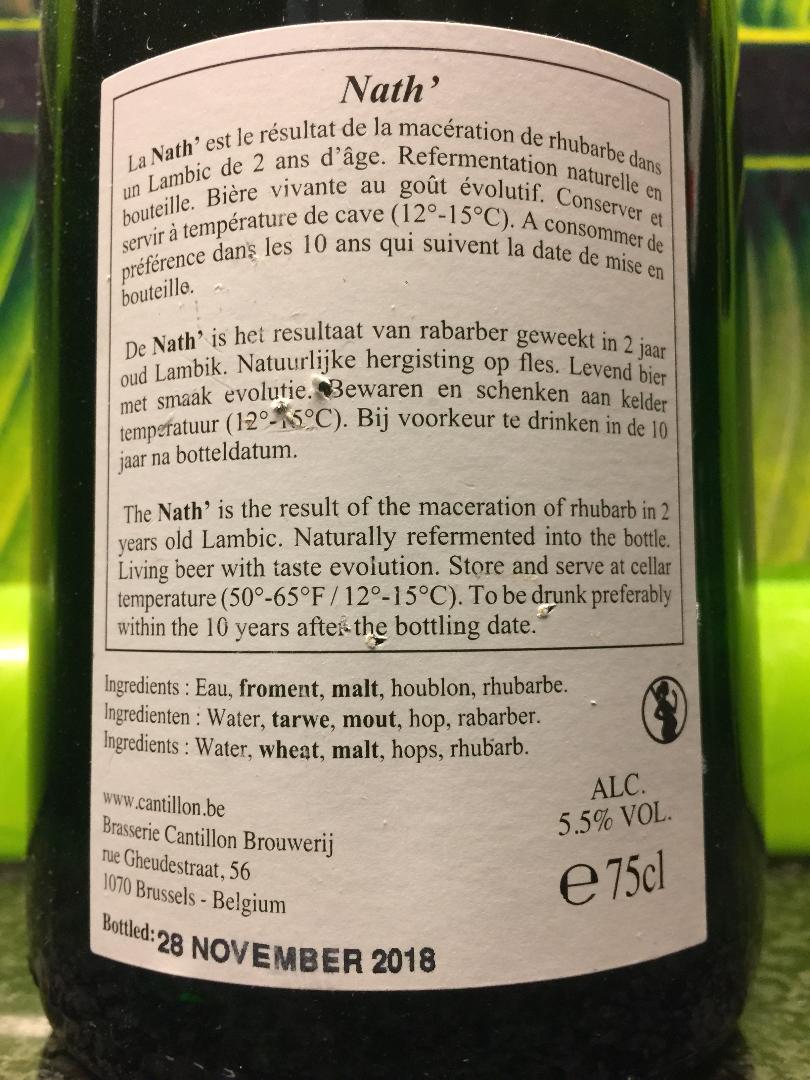 Nath’
La Nath’ est le résultat de la macération de rhubarbe dans
un Lambic de 2 ans d’âge. Refermentation naturelle en
bouteille. Bière vivante au goût évolutif. Conserver et
servir à température de cave (12°-15°C). A consommer de
préférence dans les 10 ans qui suivent la date de mise en
bouteille.
De Nath’ is het resultaat van rabarber geweekt in 2 jaar
oud Lambik. Natuurlijke hergisting op fles. Levend bier
met smaak evolutie. Bewaren en schenken aan kelder
temperatuur (12°-15°C). Bij voorkeur te drinken in de 10
jaar na botteldatum.
The Nath’ is the result of the maceration of rhubarb in 2
years old Lambic. Naturally refermented into the bottle.
Living beer with taste evolution. Store and serve at cellar
temperature (50°-65°F / 12°-15°C). To be drunk preferably
within the 10 years after the bottling date.
Ingredients : Eau, froment, malt, houblon, rhubarbe.
Ingredienten : Water, tarwe, mout, hop, rabarber.
Ingredients : Water, wheat, malt, hops, rhubarb.
www.cantillon.be
Brasserie Cantillon Brouwerij
rue Gheudestraat, 56
1070 Brussels - Belgium
Bottled: 28 NOVEMBER 2018
ALC.
5.5% VOL.
℮ 75cl